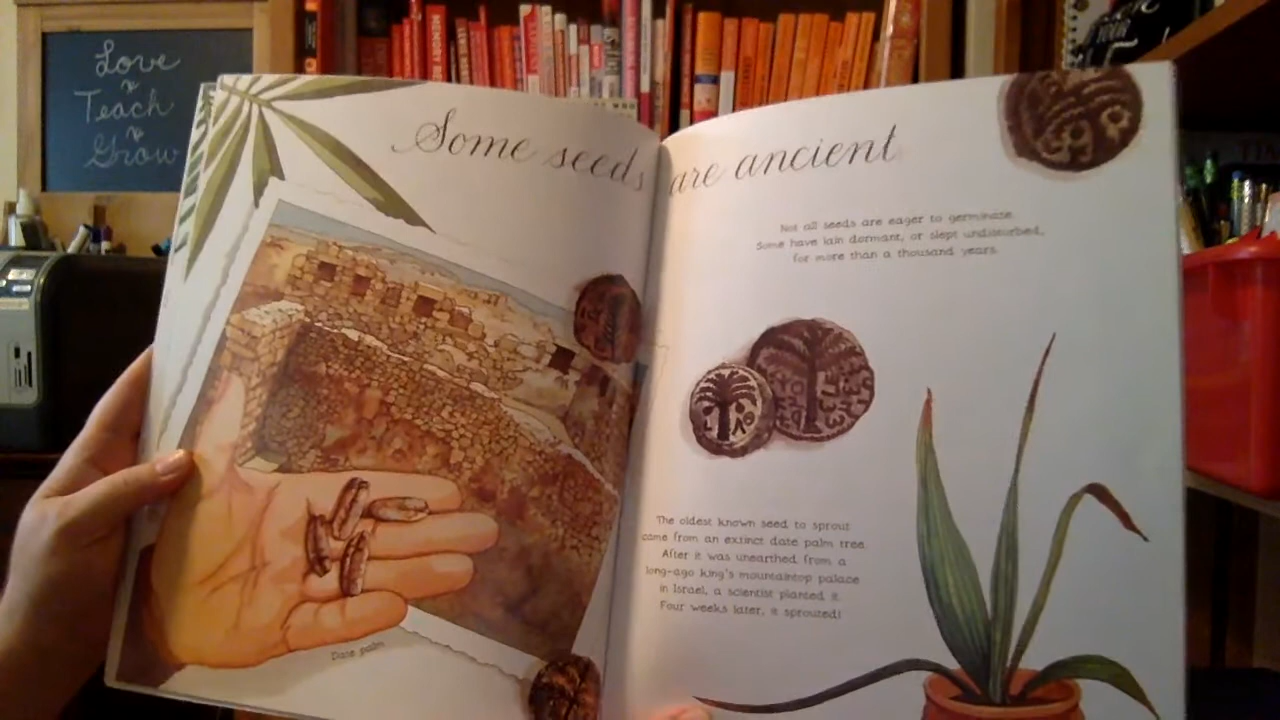 Love
&
Teach
&
Grow
Some seeds are ancient
Not all seeds are eager to germinate.
Some have lain dormant, or slept undisturbed,
for more than a thousand years.
The oldest known seed to sprout
came from an extinct date palm tree.
After it was unearthed from a
long-ago king's mountaintop palace
in Israel, a scientist planted it.
Four weeks later, it sprouted!
Date palm